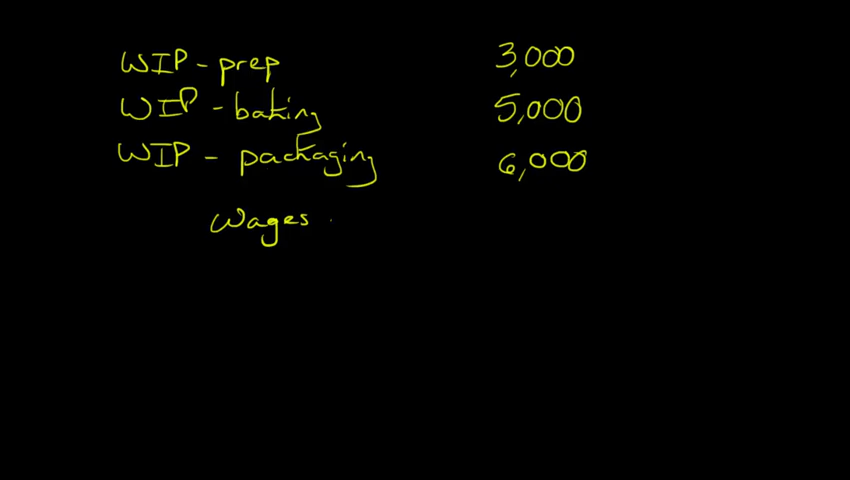 WIP - prep 3,000
WIP - baking 5,000
WIP - packaging 6,000
Wages